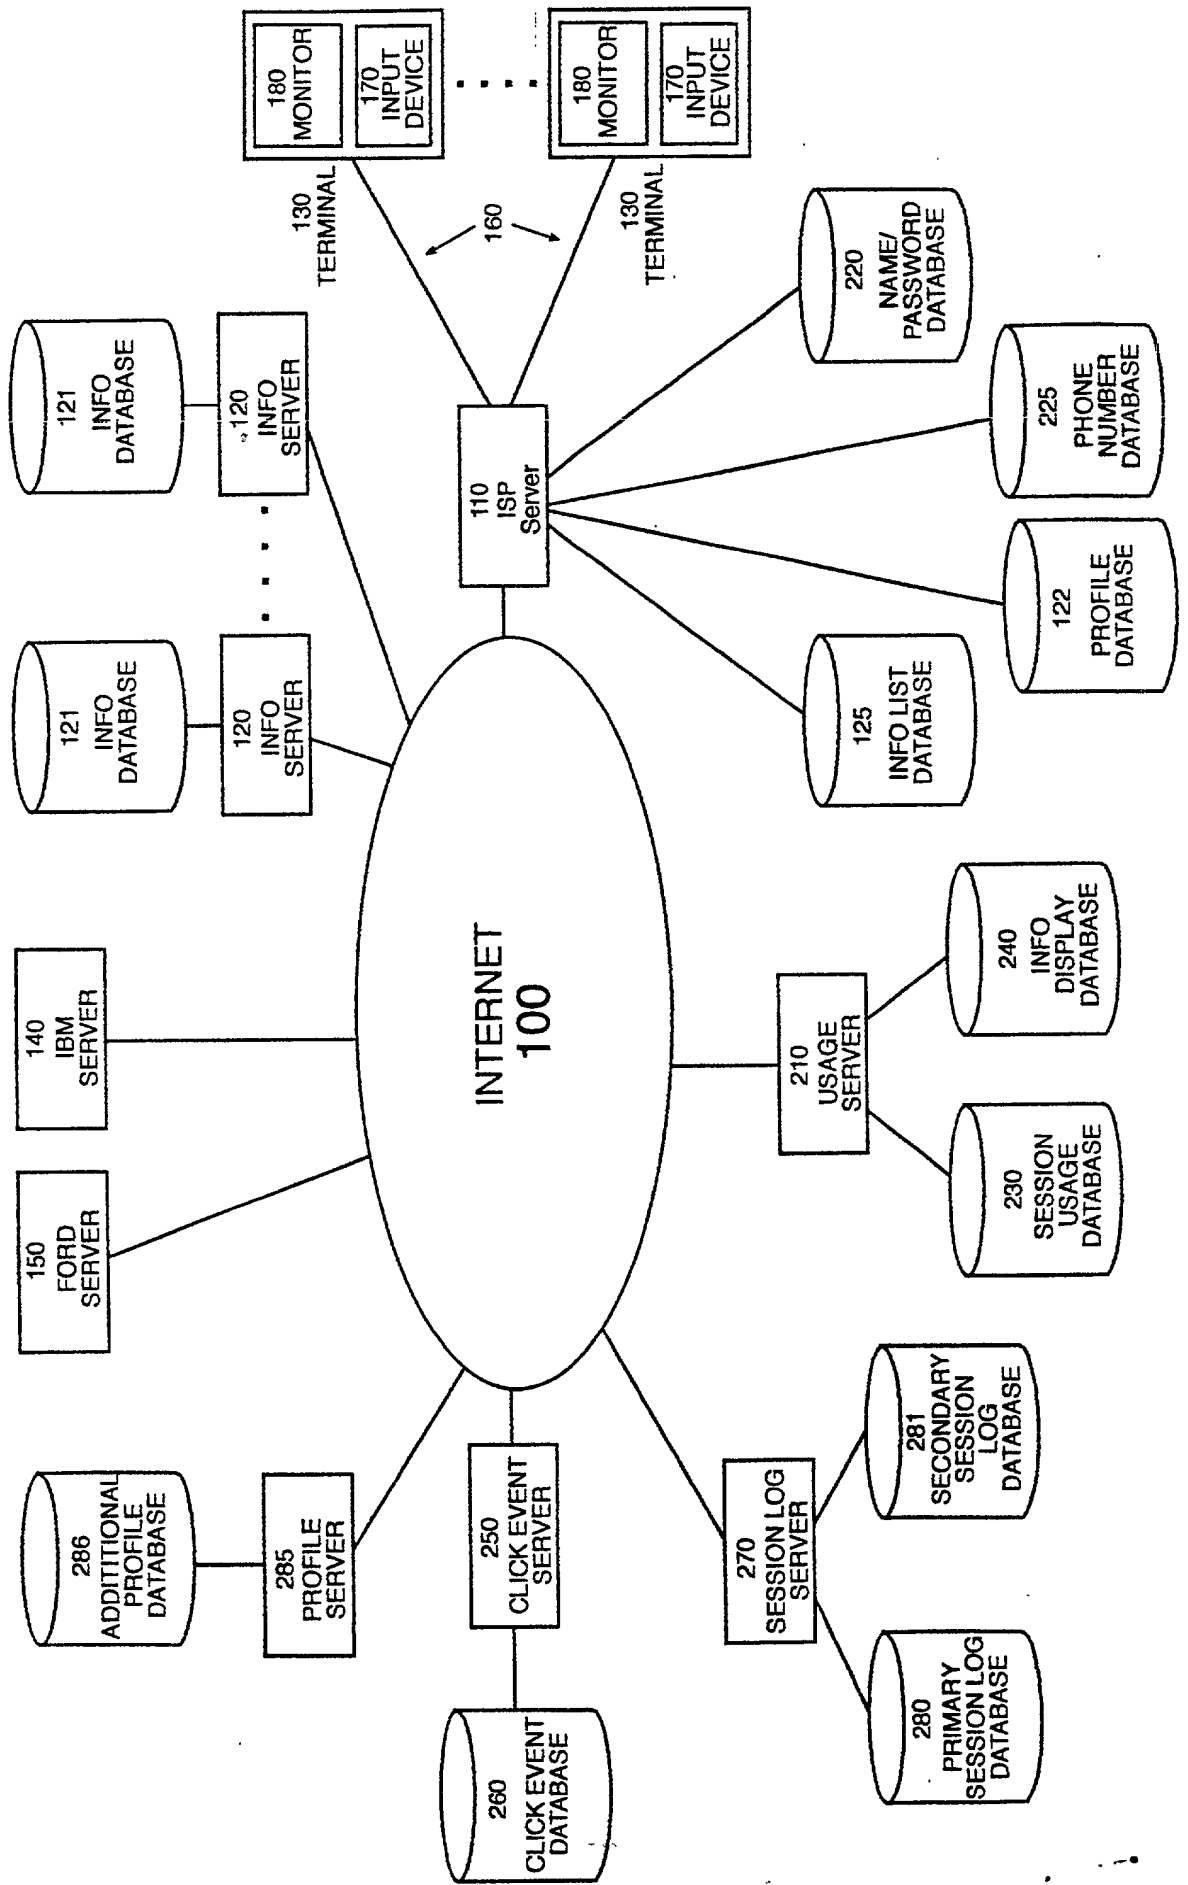 286
ADDITIONAL
PROFILE
DATABASE
285
PROFILE
SERVER
260
CLICK EVENT
DATABASE
250
CLICK EVENT
SERVER
280
PRIMARY
SESSION LOG
DATABASE
270
SESSION LOG
SERVER
281
SECONDARY
SESSION
LOG
DATABASE
150
FORD
SERVER
140
IBM
SERVER
INTERNET
100
210
USAGE
SERVER
230
SESSION
USAGE
DATABASE
240
INFO
DISPLAY
DATABASE
121
INFO
DATABASE
120
INFO
SERVER
121
INFO
DATABASE
120
INFO
SERVER
110
ISP
Server
125
INFO LIST
DATABASE
122
PROFILE
DATABASE
225
PHONE
NUMBER
DATABASE
220
NAME/
PASSWORD
DATABASE
160
130
TERMINAL
180
MONITOR
170
INPUT
DEVICE
130
TERMINAL
180
MONITOR
170
INPUT
DEVICE